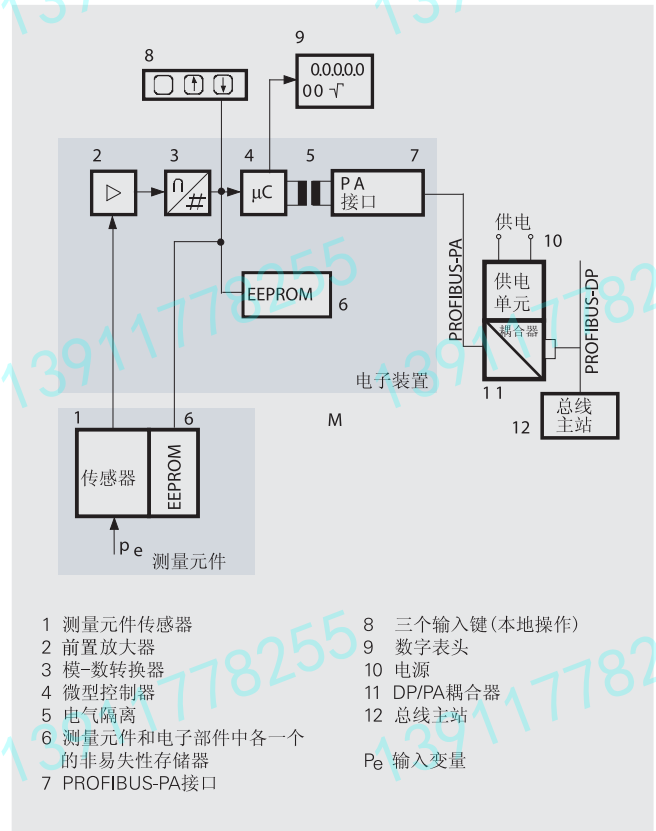 8
9
0.0.0.0.0
00 √
2
3
4
5
7
∩
#
μC
PA
接口
EEPROM
6
电子装置
PROFIBUS-PA
供电
10
供电
单元
耦合器
11
PROFIBUS-DP
总线
主站
12
M
1
6
传感器
EEPROM
pe
测量元件
1 测量元件传感器
2 前置放大器
3 模-数转换器
4 微型控制器
5 电气隔离
6 测量元件和电子部件中各一个
的非易失性存储器
7 PROFIBUS-PA接口
8 三个输入键(本地操作)
9 数字表头
10 电源
11 DP/PA耦合器
12 总线主站
Pe 输入变量
13911778255